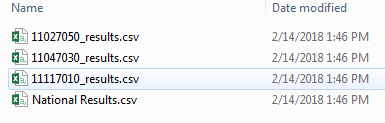 Name Date modified
11027050_results.csv 2/14/2018 1:46 PM
11047030_results.csv 2/14/2018 1:46 PM
11117010_results.csv 2/14/2018 1:46 PM
National Results.csv 2/14/2018 1:46 PM